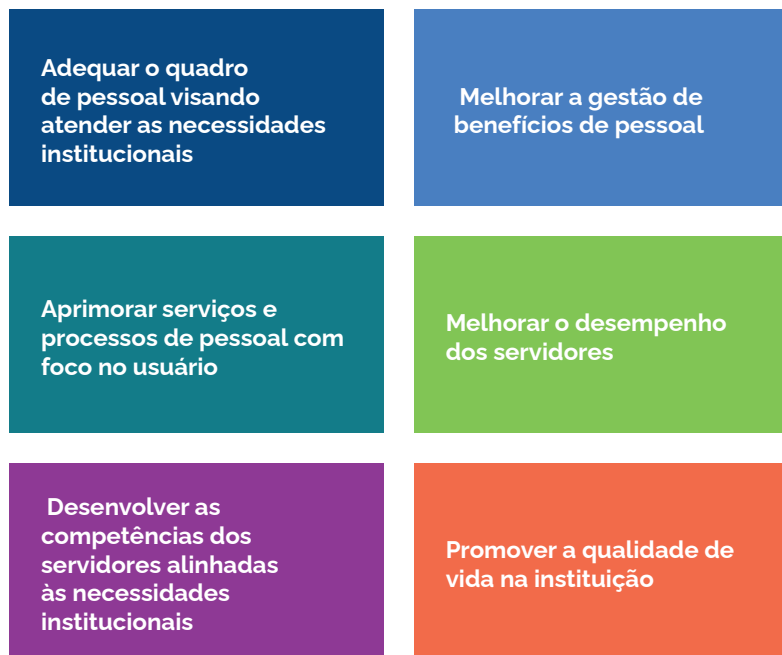 Adequar o quadro
de pessoal visando
atender as necessidades
institucionais
Melhorar a gestão de
benefícios de pessoal
Aprimorar serviços e
processos de pessoal com
foco no usuário
Melhorar o desempenho
dos servidores
Desenvolver as
competências dos
servidores alinhadas
às necessidades
institucionais
Promover a qualidade de
vida na instituição